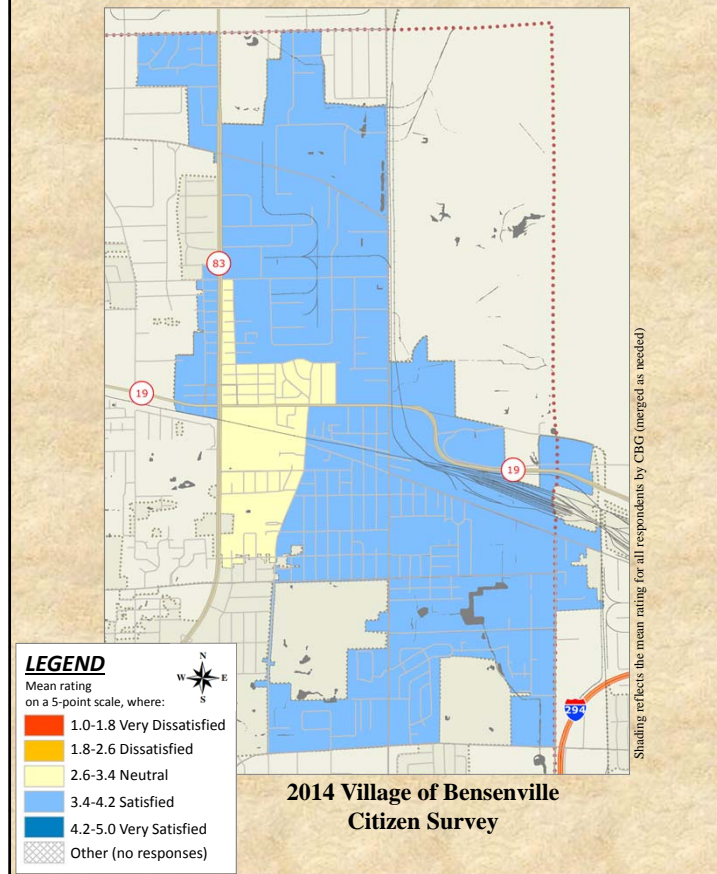 83
19
19
294
Shading reflects the mean rating for all respondents by CBG (merged as needed)
LEGEND
Mean rating
on a 5-point scale, where:
N
W E
S
1.0-1.8 Very Dissatisfied
1.8-2.6 Dissatisfied
2.6-3.4 Neutral
3.4-4.2 Satisfied
4.2-5.0 Very Satisfied
Other (no responses)
2014 Village of Bensenville
Citizen Survey